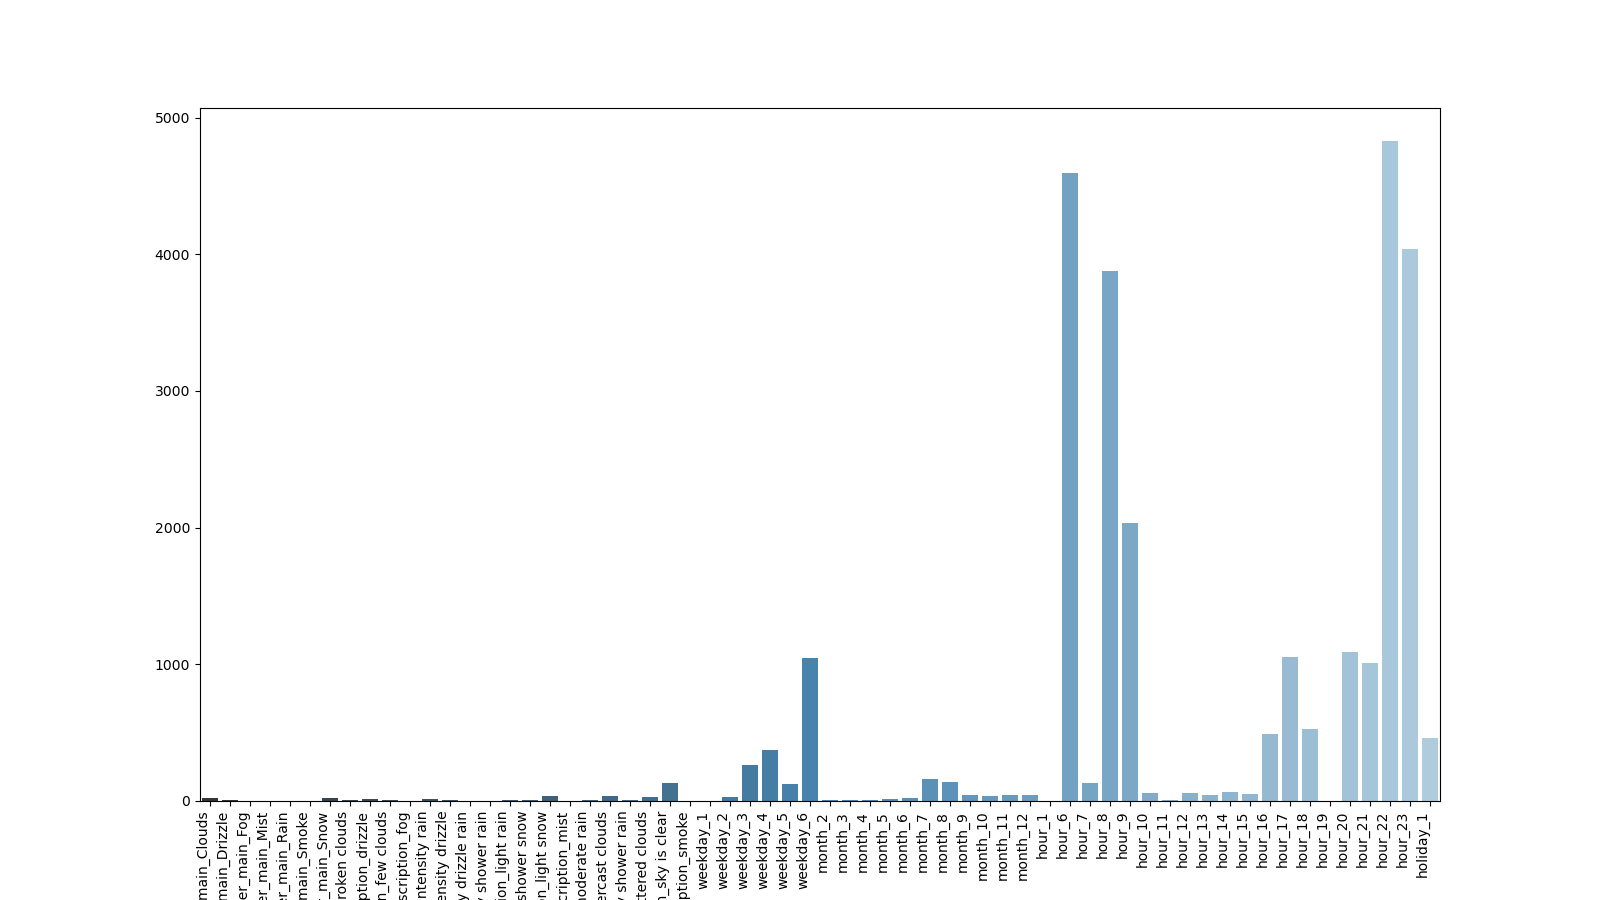 5000
4000
3000
2000
1000
0
main_Clouds
main_Drizzle
er_main_Fog
er_main_Mist
er_main_Rain
main_Smoke
r_main_Snow
roken clouds
ption_drizzle
n_few clouds
scription_fog
ntensity rain
ensity drizzle
y drizzle rain
y shower rain
ion_light rain
shower snow
on_light snow
cription_mist
moderate rain
ercast clouds
y shower rain
ttered clouds
n_sky is clear
ption_smoke
weekday_1
weekday_2
weekday_3
weekday_4
weekday_5
weekday_6
month_2
month_3
month_4
month_5
month_6
month_7
month_8
month_9
month_10
month_11
month_12
hour_1
hour_6
hour_7
hour_8
hour_9
hour_10
hour_11
hour_12
hour_13
hour_14
hour_15
hour_16
hour_17
hour_18
hour_19
hour_20
hour_21
hour_22
hour_23
holiday_1